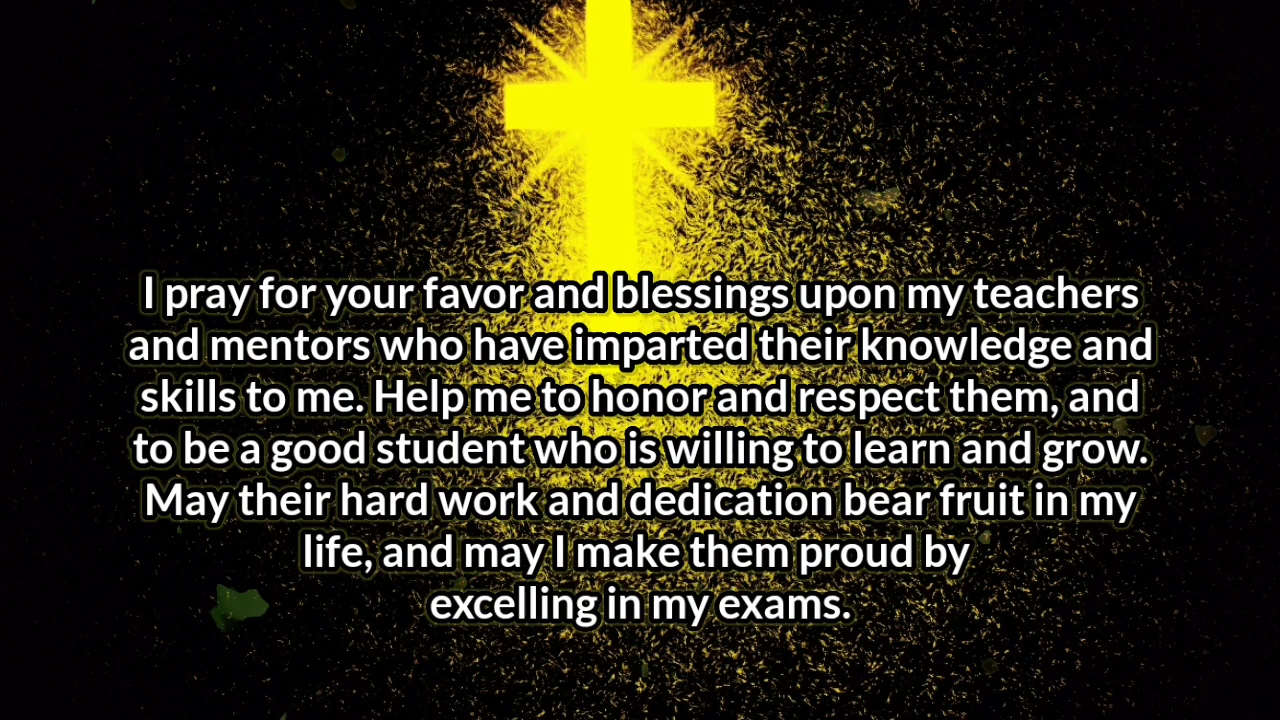 I pray for your favor and blessings upon my teachers
and mentors who have imparted their knowledge and
skills to me. Help me to honor and respect them, and
to be a good student who is willing to learn and grow.
May their hard work and dedication bear fruit in my
life, and may I make them proud by
excelling in my exams.